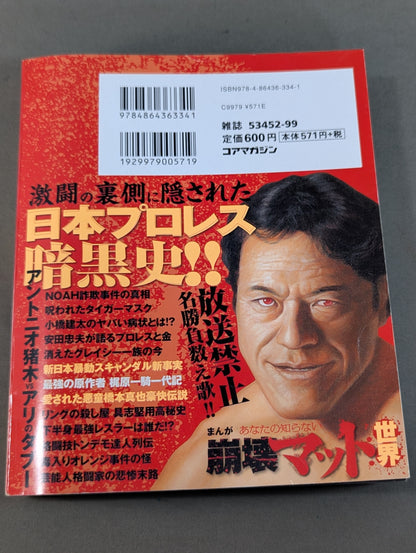 ISBN978-4-86436-334-1
C9979 ¥571E
雑誌 53452-99
定価600円 本体571円+税
コアマガジン
9784864363341
1929979005719
激闘の裏側に隠された
日本プロレス
暗黒史!!
アントニオ猪木vsアリのタブー
NOAH詐欺事件の真相
呪われたタイガーマスク
小橋建太のヤバい病状とは!?
安田忠夫が語るプロレスと金
消えたグレイシー一族の今
新日本暴動スキャンダル新事実
最強の原作者 梶原一騎一代記
愛された悪童橋本真也豪快伝説
リンクの殺し屋 具志堅用高秘史
下半身最強レスラーは誰だ!?
格闘技トンデモ達人列伝
毒入りオレンジ事件の怪
芸能人格闘家の悲惨末路
放送禁止
名勝負数え歌!!
まんが あなたの知らない
崩壊マット世界